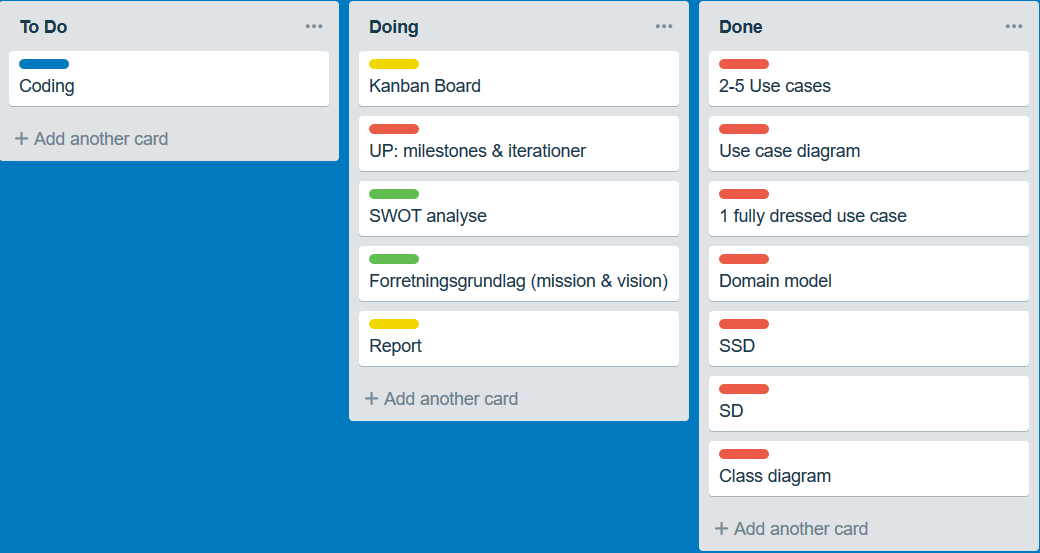 To Do
Coding
+ Add another card
Doing
Kanban Board
UP: milestones & iterationer
SWOT analyse
Forretningsgrundlag (mission & vision)
Report
+ Add another card
Done
2-5 Use cases
Use case diagram
1 fully dressed use case
Domain model
SSD
SD
Class diagram
+ Add another card